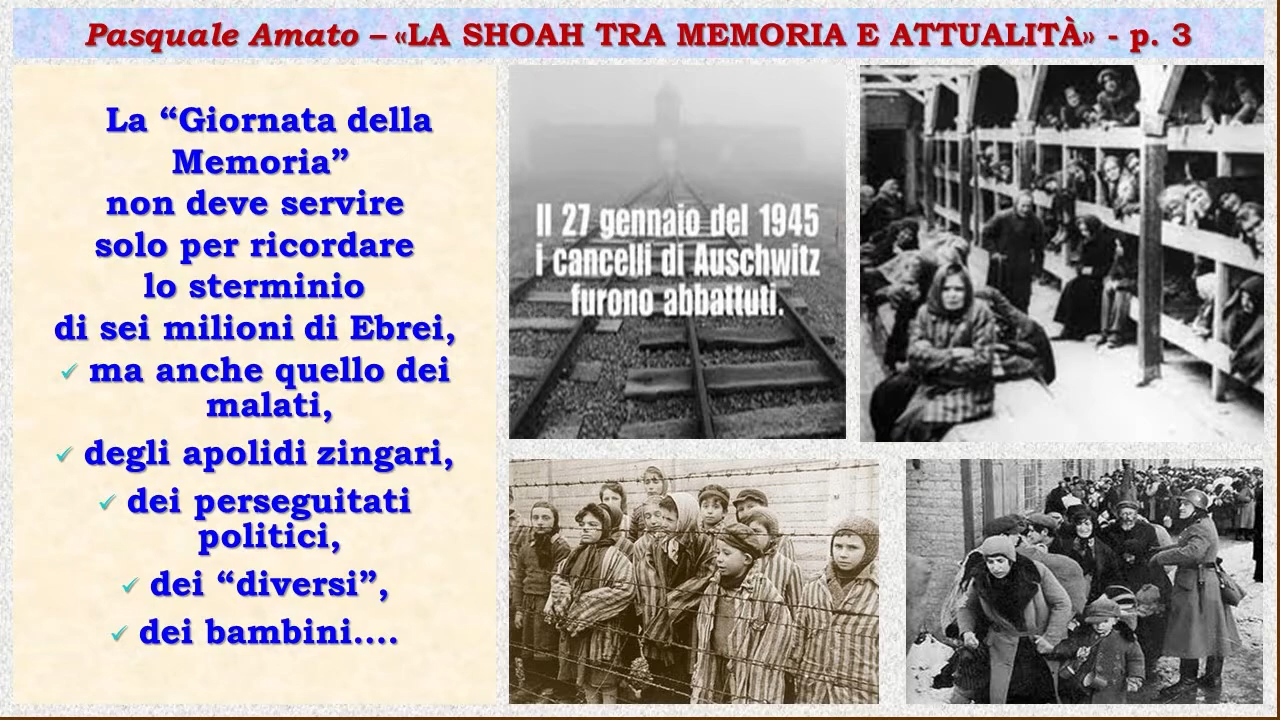 Pasquale Amato – «LA SHOAH TRA MEMORIA E ATTUALITÀ» - p. 3
La “Giornata della
Memoria”
non deve servire
solo per ricordare
lo sterminio
di sei milioni di Ebrei,
✓ ma anche quello dei
malati,
✓ degli apolidi zingari,
✓ dei perseguitati
politici,
✓ dei “diversi”,
✓ dei bambini….
Il 27 gennaio del 1945
i cancelli di Auschwitz
furono abbattuti.